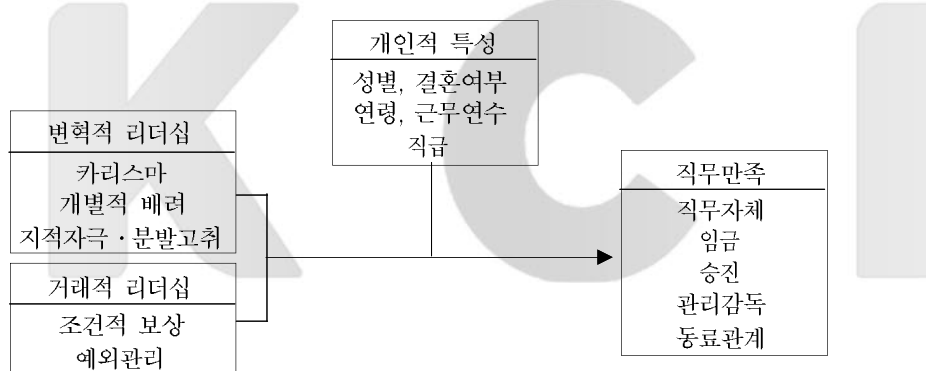 개인적 특성
성별, 결혼여부
연령, 근무연수
직급
변혁적 리더십
카리스마
개별적 배려
지적자극·분발고취
거래적 리더십
조건적 보상
예외관리
직무만족
직무자체
임금
승진
관리감독
동료관계
KCI